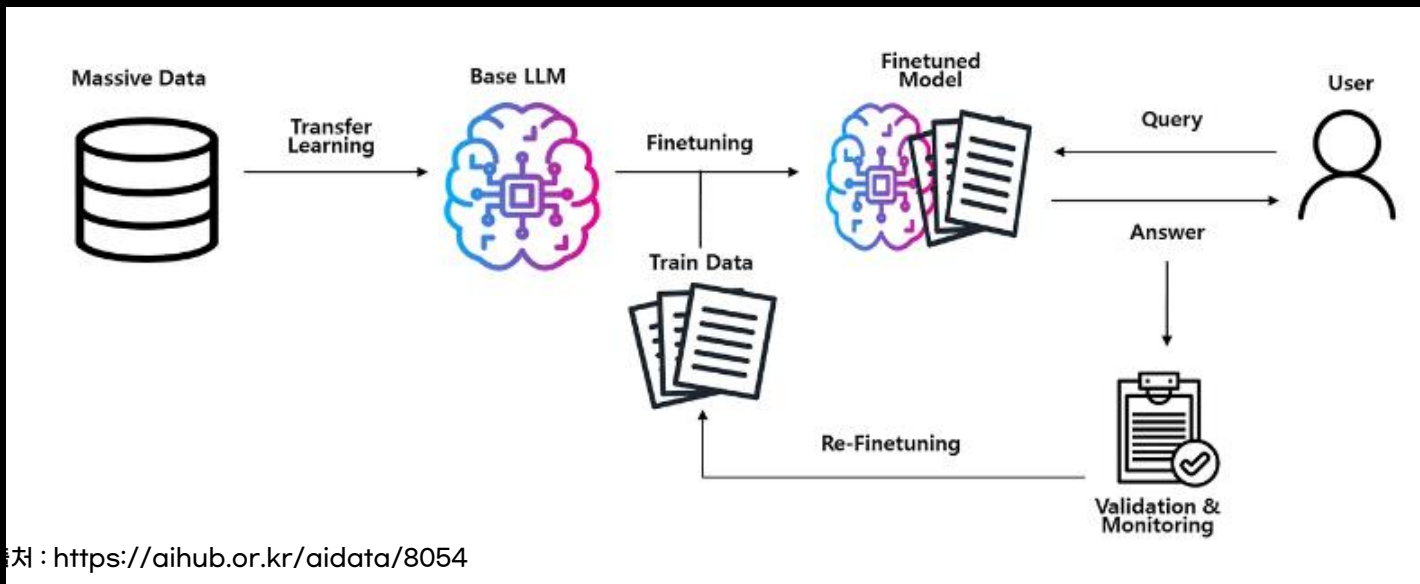 Massive Data
Transfer
Learning
Base LLM
Finetuning
Train Data
Finetuned
Model
Query
Answer
User
Re-Finetuning
Validation &
Monitoring
처 : https://aihub.or.kr/aidata/8054